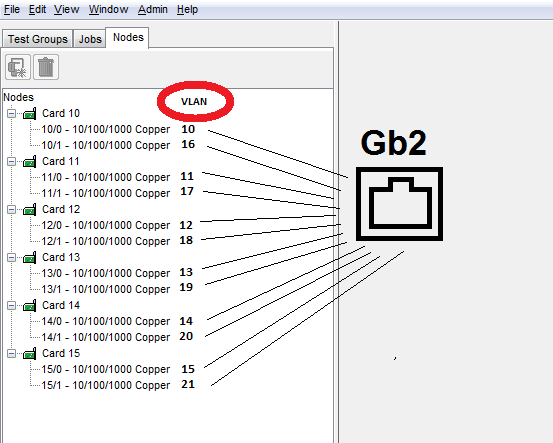 File Edit View Window Admin Help
Test Groups Jobs Nodes
Nodes VLAN
Card 10
10/0 - 10/100/1000 Copper 10
10/1 - 10/100/1000 Copper 16
Card 11
11/0 - 10/100/1000 Copper 11
11/1 - 10/100/1000 Copper 17
Card 12
12/0 - 10/100/1000 Copper 12
12/1 - 10/100/1000 Copper 18
Card 13
13/0 - 10/100/1000 Copper 13
13/1 - 10/100/1000 Copper 19
Card 14
14/0 - 10/100/1000 Copper 14
14/1 - 10/100/1000 Copper 20
Card 15
15/0 - 10/100/1000 Copper 15
15/1 - 10/100/1000 Copper 21
Gb2
,